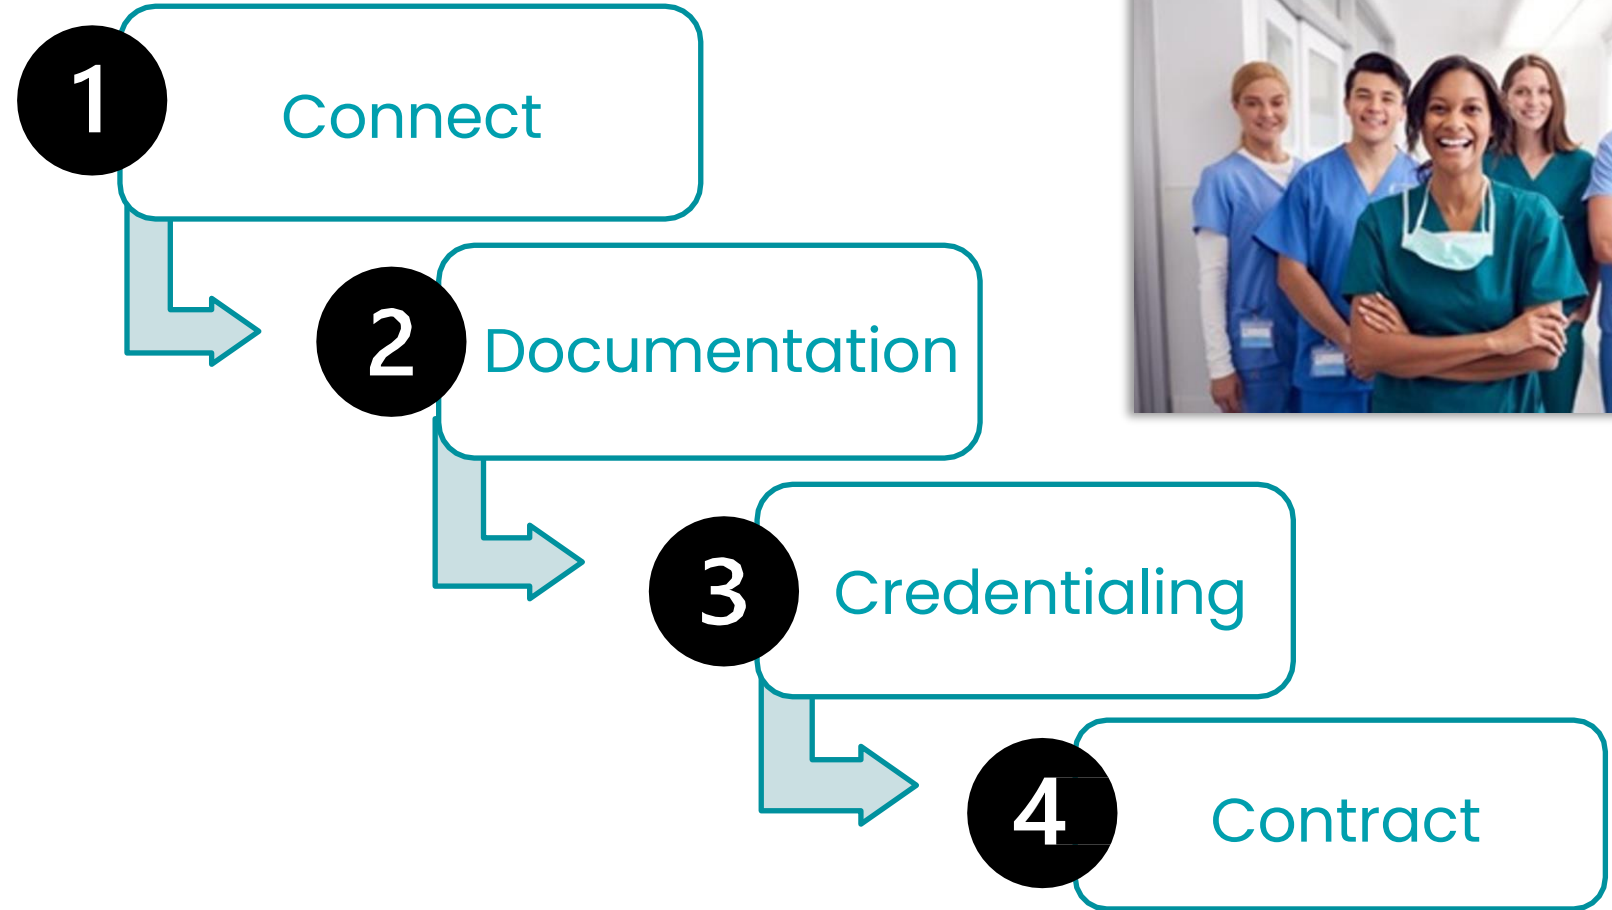 1
Connect
2
Documentation
3
Credentialing
4
Contract